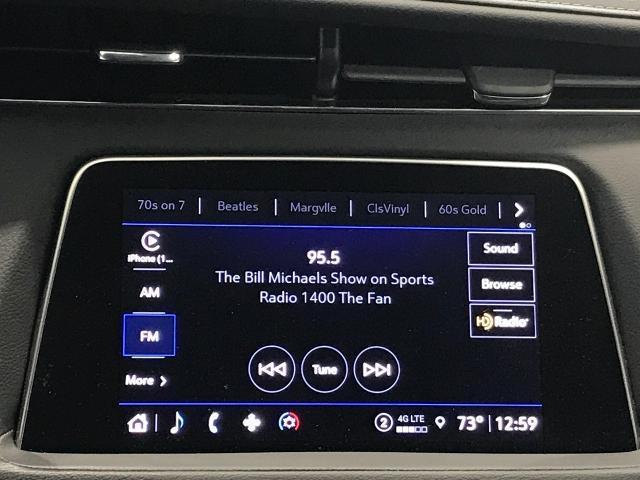 70s on 7 | Beatles | Margvlle | ClsVinyl | 60s Gold |
iPhone (1...
AM
FM
More
95.5
The Bill Michaels Show on Sports
Radio 1400 The Fan
Tune
Sound
Browse
HD Radio
2 4G LTE 73° | 12:59